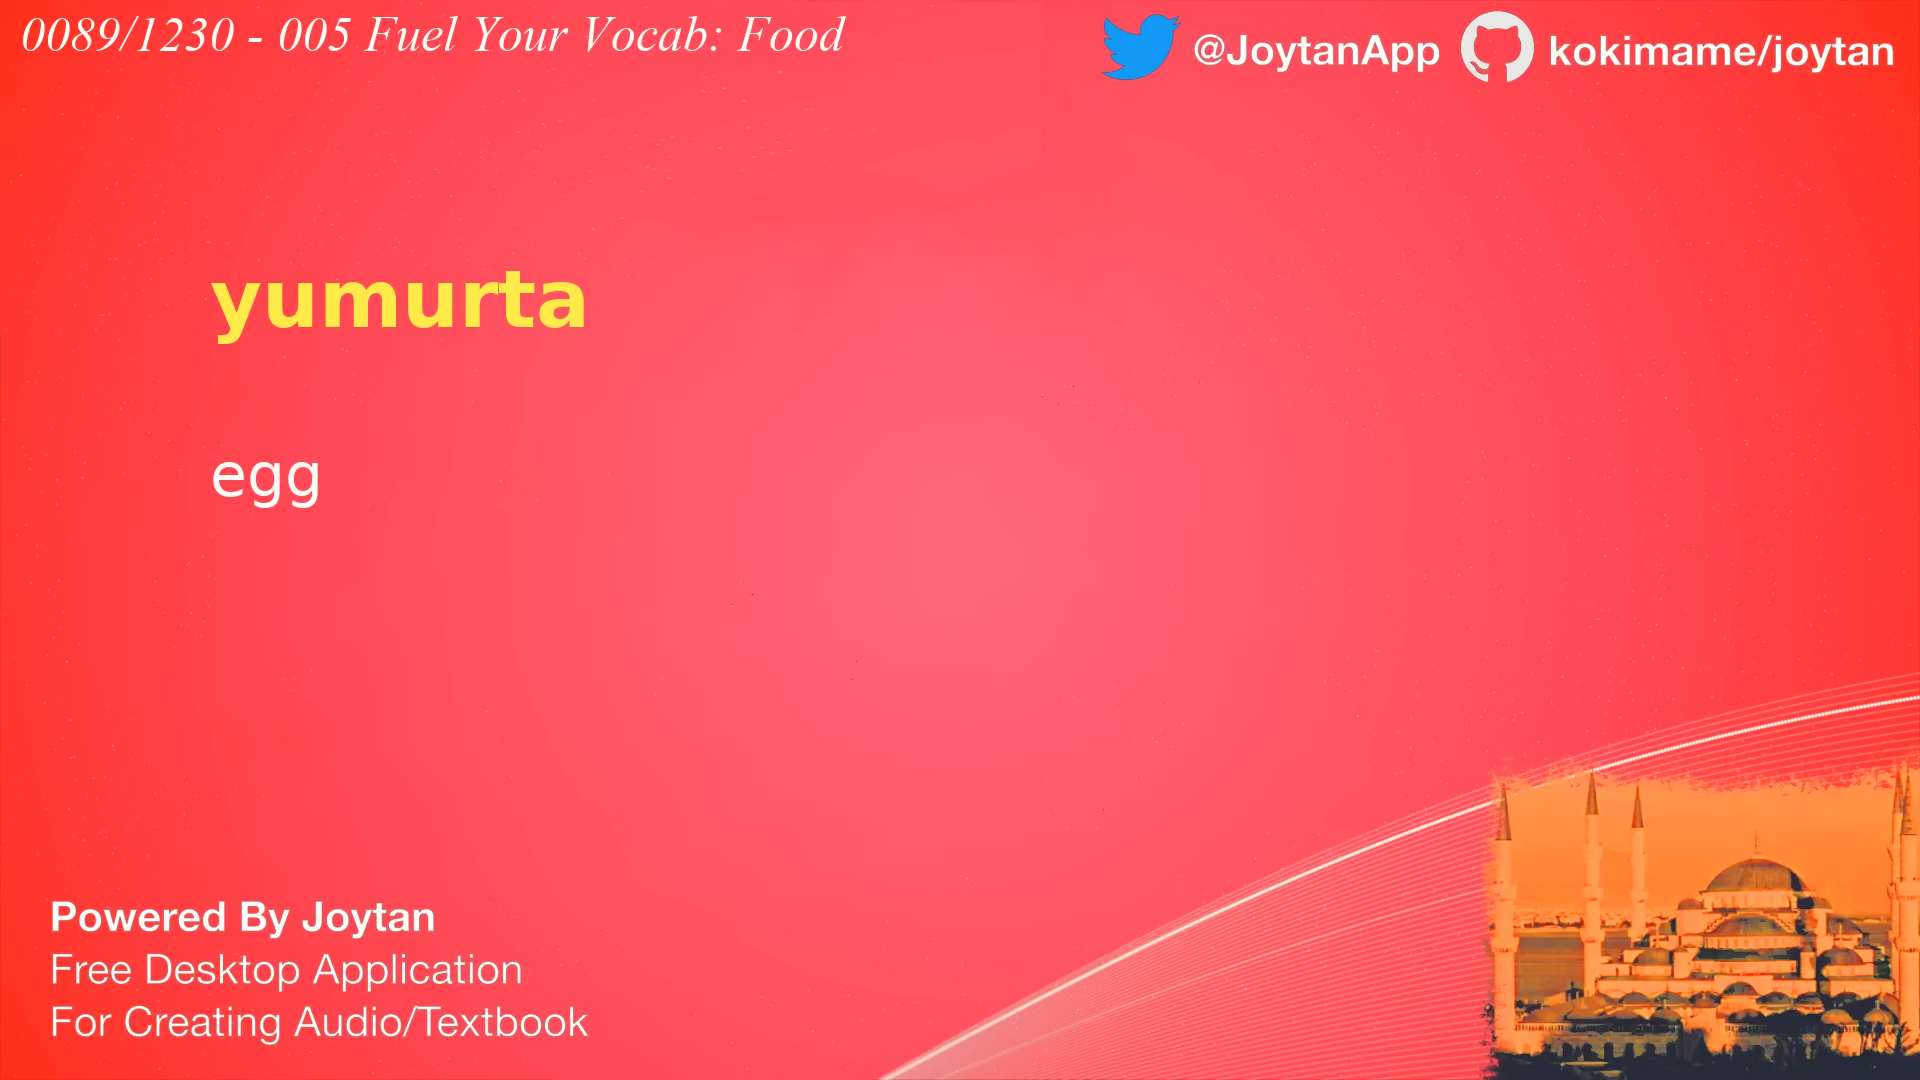 0089/1230 - 005 Fuel Your Vocab: Food
@JoytanApp
kokimame/joytan
yumurta
egg
Powered By Joytan
Free Desktop Application
For Creating Audio/Textbook